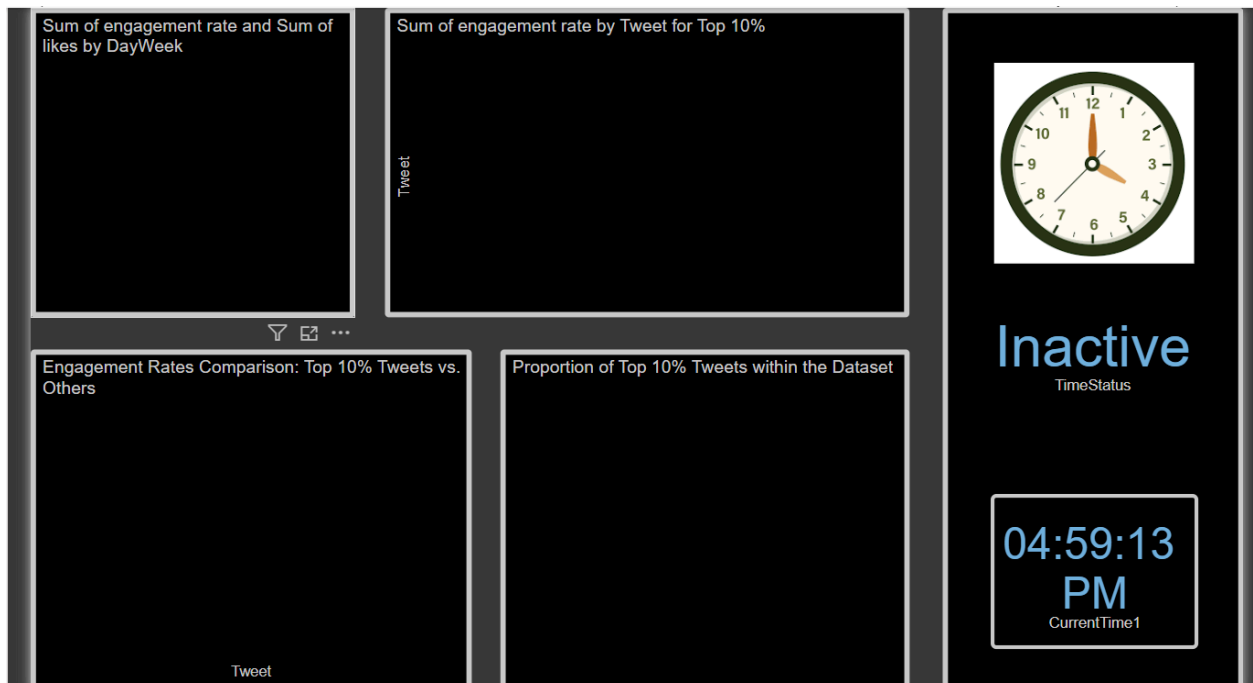 Sum of engagement rate and Sum of
likes by DayWeek
Sum of engagement rate by Tweet for Top 10%
Tweet
12
1
2
3
4
5
6
7
8
9
10
11
Inactive
TimeStatus
Engagement Rates Comparison: Top 10% Tweets vs.
Others
Tweet
Proportion of Top 10% Tweets within the Dataset
04:59:13
PM
CurrentTime1